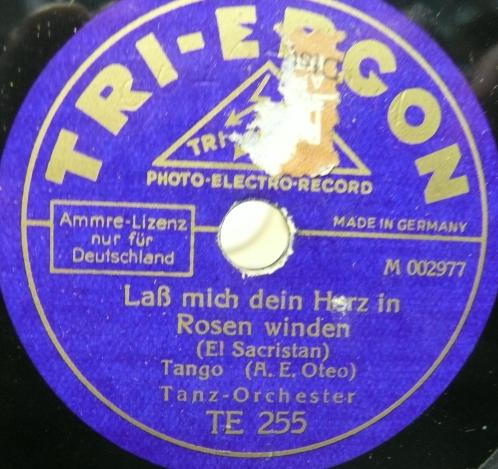 TRI-ERGON
TRI-
PHOTO-ELECTRO-RECORD
Ammre-Lizenz
nur für
Deutschland
MADE IN GERMANY
M 002977
Laß mich dein Herz in
Rosen winden
(El Sacristan)
Tango (A. E. Oteo)
Tanz-Orchester
TE 255